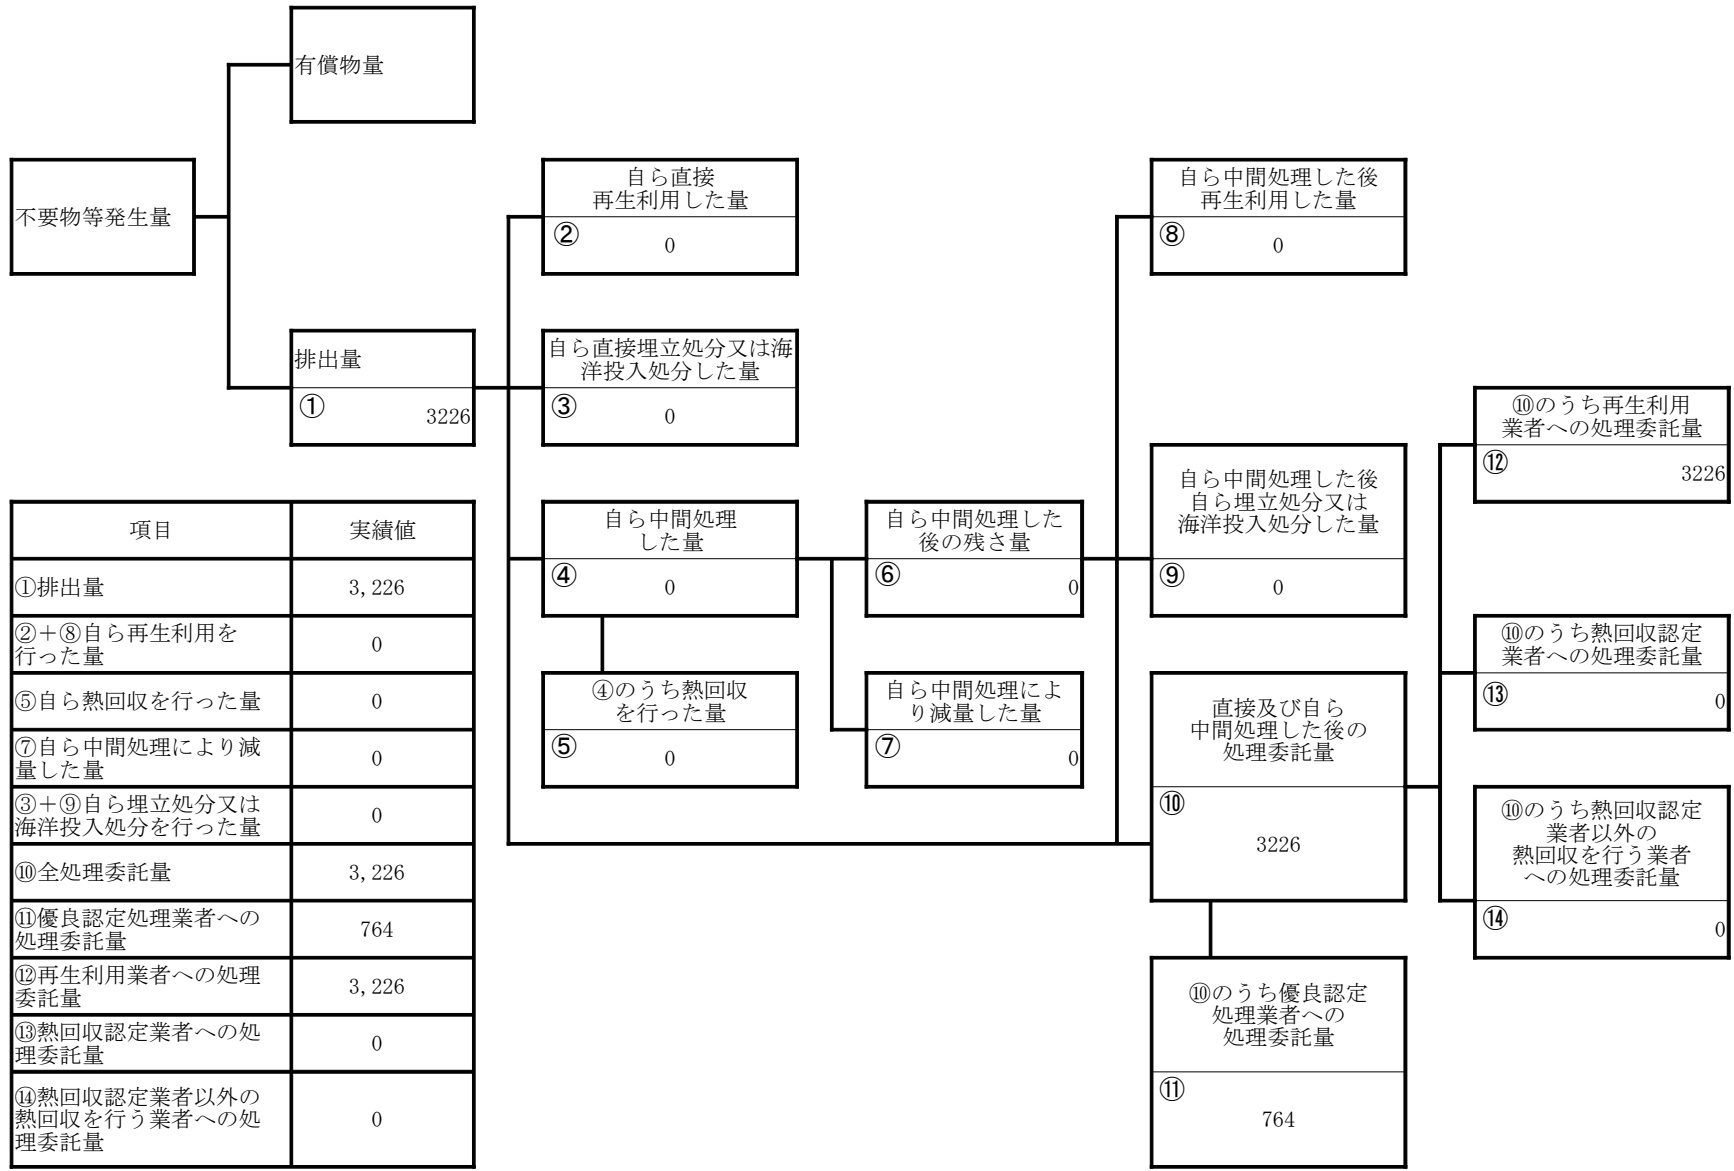 有償物量
不要物等発生量
自ら直接
再生利用した量
②
0
自ら中間処理した後
再生利用した量
⑧
0
排出量
①
3226
自ら直接埋立処分又は海
洋投入処分した量
③
0
⑩のうち再生利用
業者への処理委託量
⑫
3226
自ら中間処理
した量
④
0
自ら中間処理した
後の残さ量
⑥
0
自ら中間処理した後
自ら埋立処分又は
海洋投入処分した量
⑨
0
⑩のうち熱回収認定
業者への処理委託量
⑬
0
④のうち熱回収
を行った量
⑤
0
自ら中間処理によ
り減量した量
⑦
0
直接及び自ら
中間処理した後の
処理委託量
⑩
3226
⑩のうち熱回収認定
業者以外の
熱回収を行う業者
への処理委託量
⑭
0
⑩のうち優良認定
処理業者への
処理委託量
⑪
764
項目 実績値
①排出量 3,226
②＋⑧自ら再生利用を
行った量 0
⑤自ら熱回収を行った量 0
⑦自ら中間処理により減
量した量 0
③＋⑨自ら埋立処分又は
海洋投入処分を行った量 0
⑩全処理委託量 3,226
⑪優良認定処理業者への
処理委託量 764
⑫再生利用業者への処理
委託量 3,226
⑬熱回収認定業者への処
理委託量 0
⑭熱回収認定業者以外の
熱回収を行う業者への処
理委託量 0